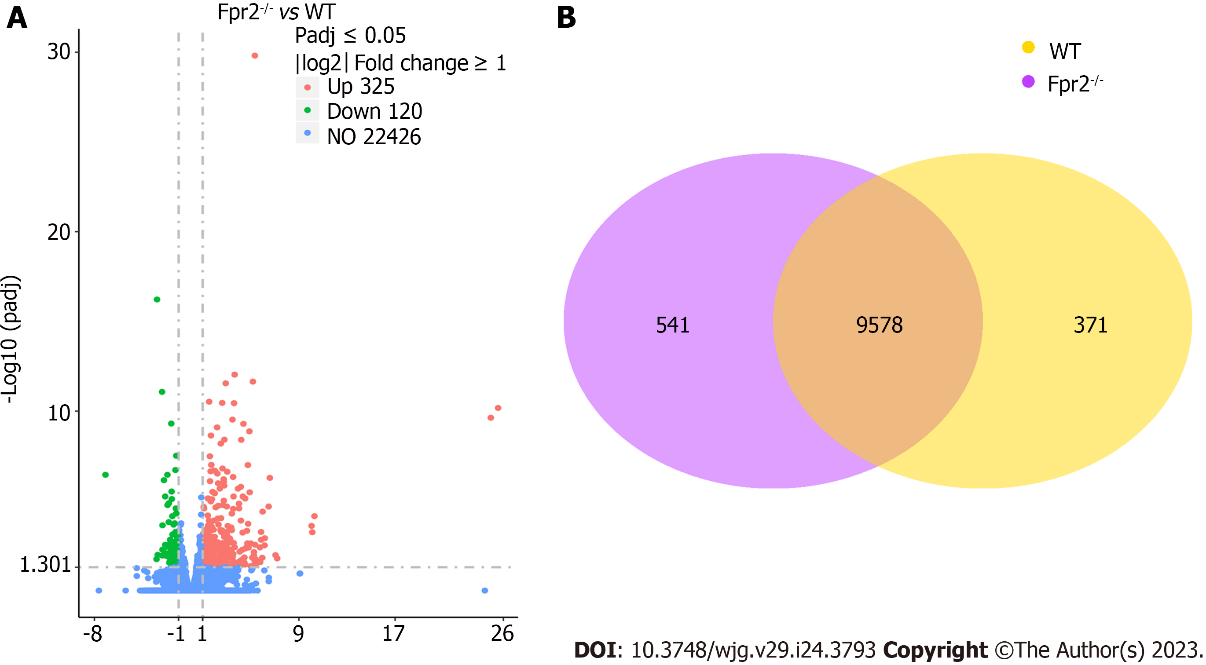 A
Fpr2-/- vs WT
Padj ≤ 0.05
|log2| Fold change ≥ 1
Up 325
Down 120
NO 22426
-Log10 (padj)
30
20
10
1.301
-8 -1 1 9 17 26
B
WT
Fpr2-/-
541 9578 371
DOI: 10.3748/wjg.v29.i24.3793 Copyright ©The Author(s) 2023.